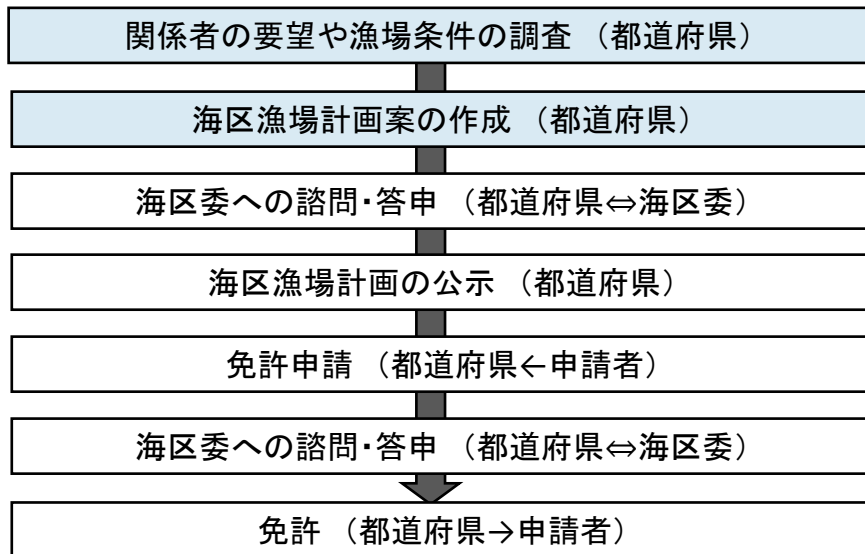 関係者の要望や漁場条件の調査 （都道府県）
海区漁場計画案の作成 （都道府県）
海区委への諮問・答申 （都道府県⇔海区委）
海区漁場計画の公示 （都道府県）
免許申請 （都道府県←申請者）
海区委への諮問・答申 （都道府県⇔海区委）
免許 （都道府県→申請者）